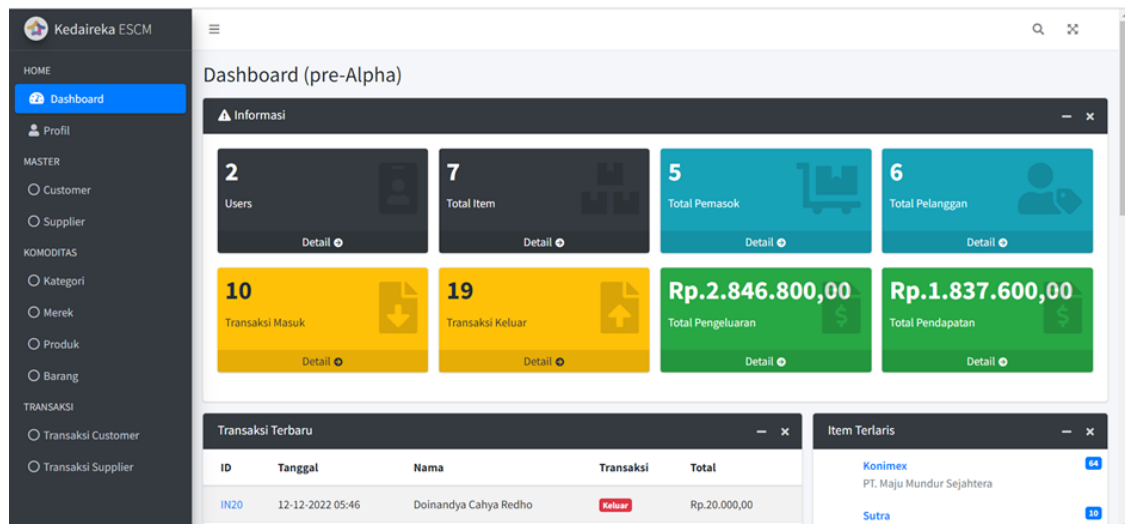 Kedaireka ESCM
HOME
Dashboard
Profil
MASTER
Customer
Supplier
KOMODITAS
Kategori
Merek
Produk
Barang
TRANSAKSI
Transaksi Customer
Transaksi Supplier
Dashboard (pre-Alpha)
Informasi
2
Users
Detail
7
Total Item
Detail
5
Total Pemasok
Detail
6
Total Pelanggan
Detail
10
Transaksi Masuk
Detail
19
Transaksi Keluar
Detail
Rp.2.846.800,00
Total Pengeluaran
Detail
Rp.1.837.600,00
Total Pendapatan
Detail
Transaksi Terbaru
ID Tanggal Nama Transaksi Total
IN20 12-12-2022 05:46 Doinandya Cahya Redho Keluar Rp.20.000,00
Item Terlaris
Konimex 64
PT. Maju Mundur Sejahtera
Sutra 10